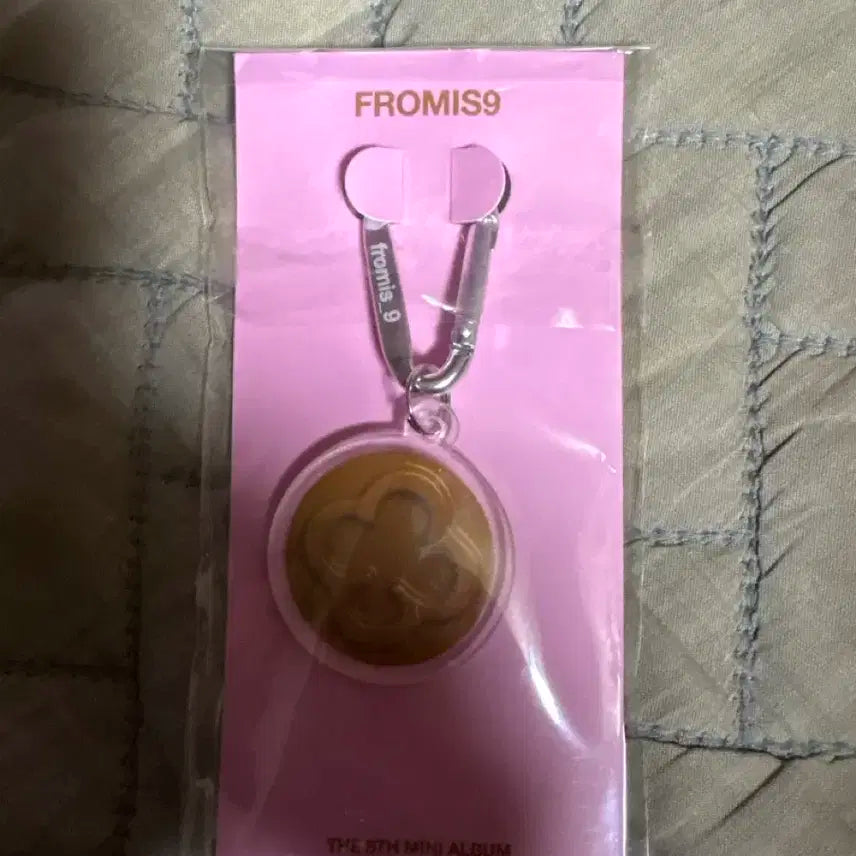 FROMIS9
fromis_9
THE 5TH MINI ALBUM